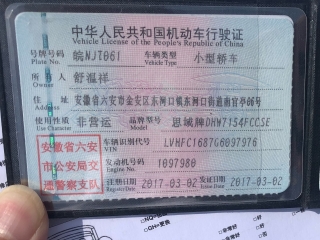 中华人民共和国机动车行驶证
Vehicle License of the People's Republic of China
号牌号码 皖NJT061 车辆类型 小型轿车
Plate No. Vehicle Type
所有人 舒温祥
Owner
住址 安徽省六安市金安区东河口镇东河口街道南官亭06号
Address
使用性质 非营运 品牌型号 思域牌DHW7154FCCSE
Use Character Model
安徽省六安
市公安局交
通警察支队
车辆识别代号 LVHFC1687G6097976
VIN
发动机号码 1097980
Engine No.
注册日期 2017-03-02 发证日期 2017-03-02
Register Date Issue Date